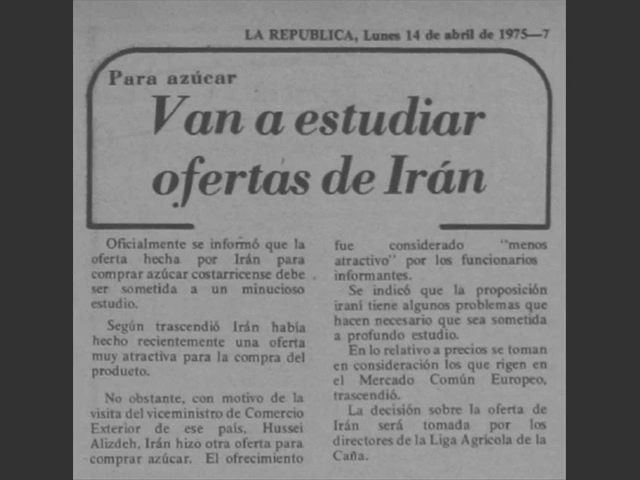 LA REPUBLICA, Lunes 14 de abril de 1975—7
Para azúcar
Van a estudiar
ofertas de Irán
Oficialmente se informó que la
oferta hecha por Irán para
comprar azúcar costarricense debe
ser sometida a un minucioso
estudio.
Según trascendió Irán había
hecho recientemente una oferta
muy atractiva para la compra del
producto.
No obstante, con motivo de la
visita del viceministro de Comercio
Exterior de ese país, Hussei
Alizdeh, Irán hizo otra oferta para
comprar azúcar. El ofrecimiento
fue considerado "menos
atractivo" por los funcionarios
informantes.
Se indicó que la proposición
iraní tiene algunos problemas que
hacen necesario que sea sometida
a profundo estudio.
En lo relativo a precios se toman
en consideración los que rigen en
el Mercado Común Europeo,
trascendió.
La decisión sobre la oferta de
Irán será tomada por los
directores de la Liga Agrícola de la
Caña.